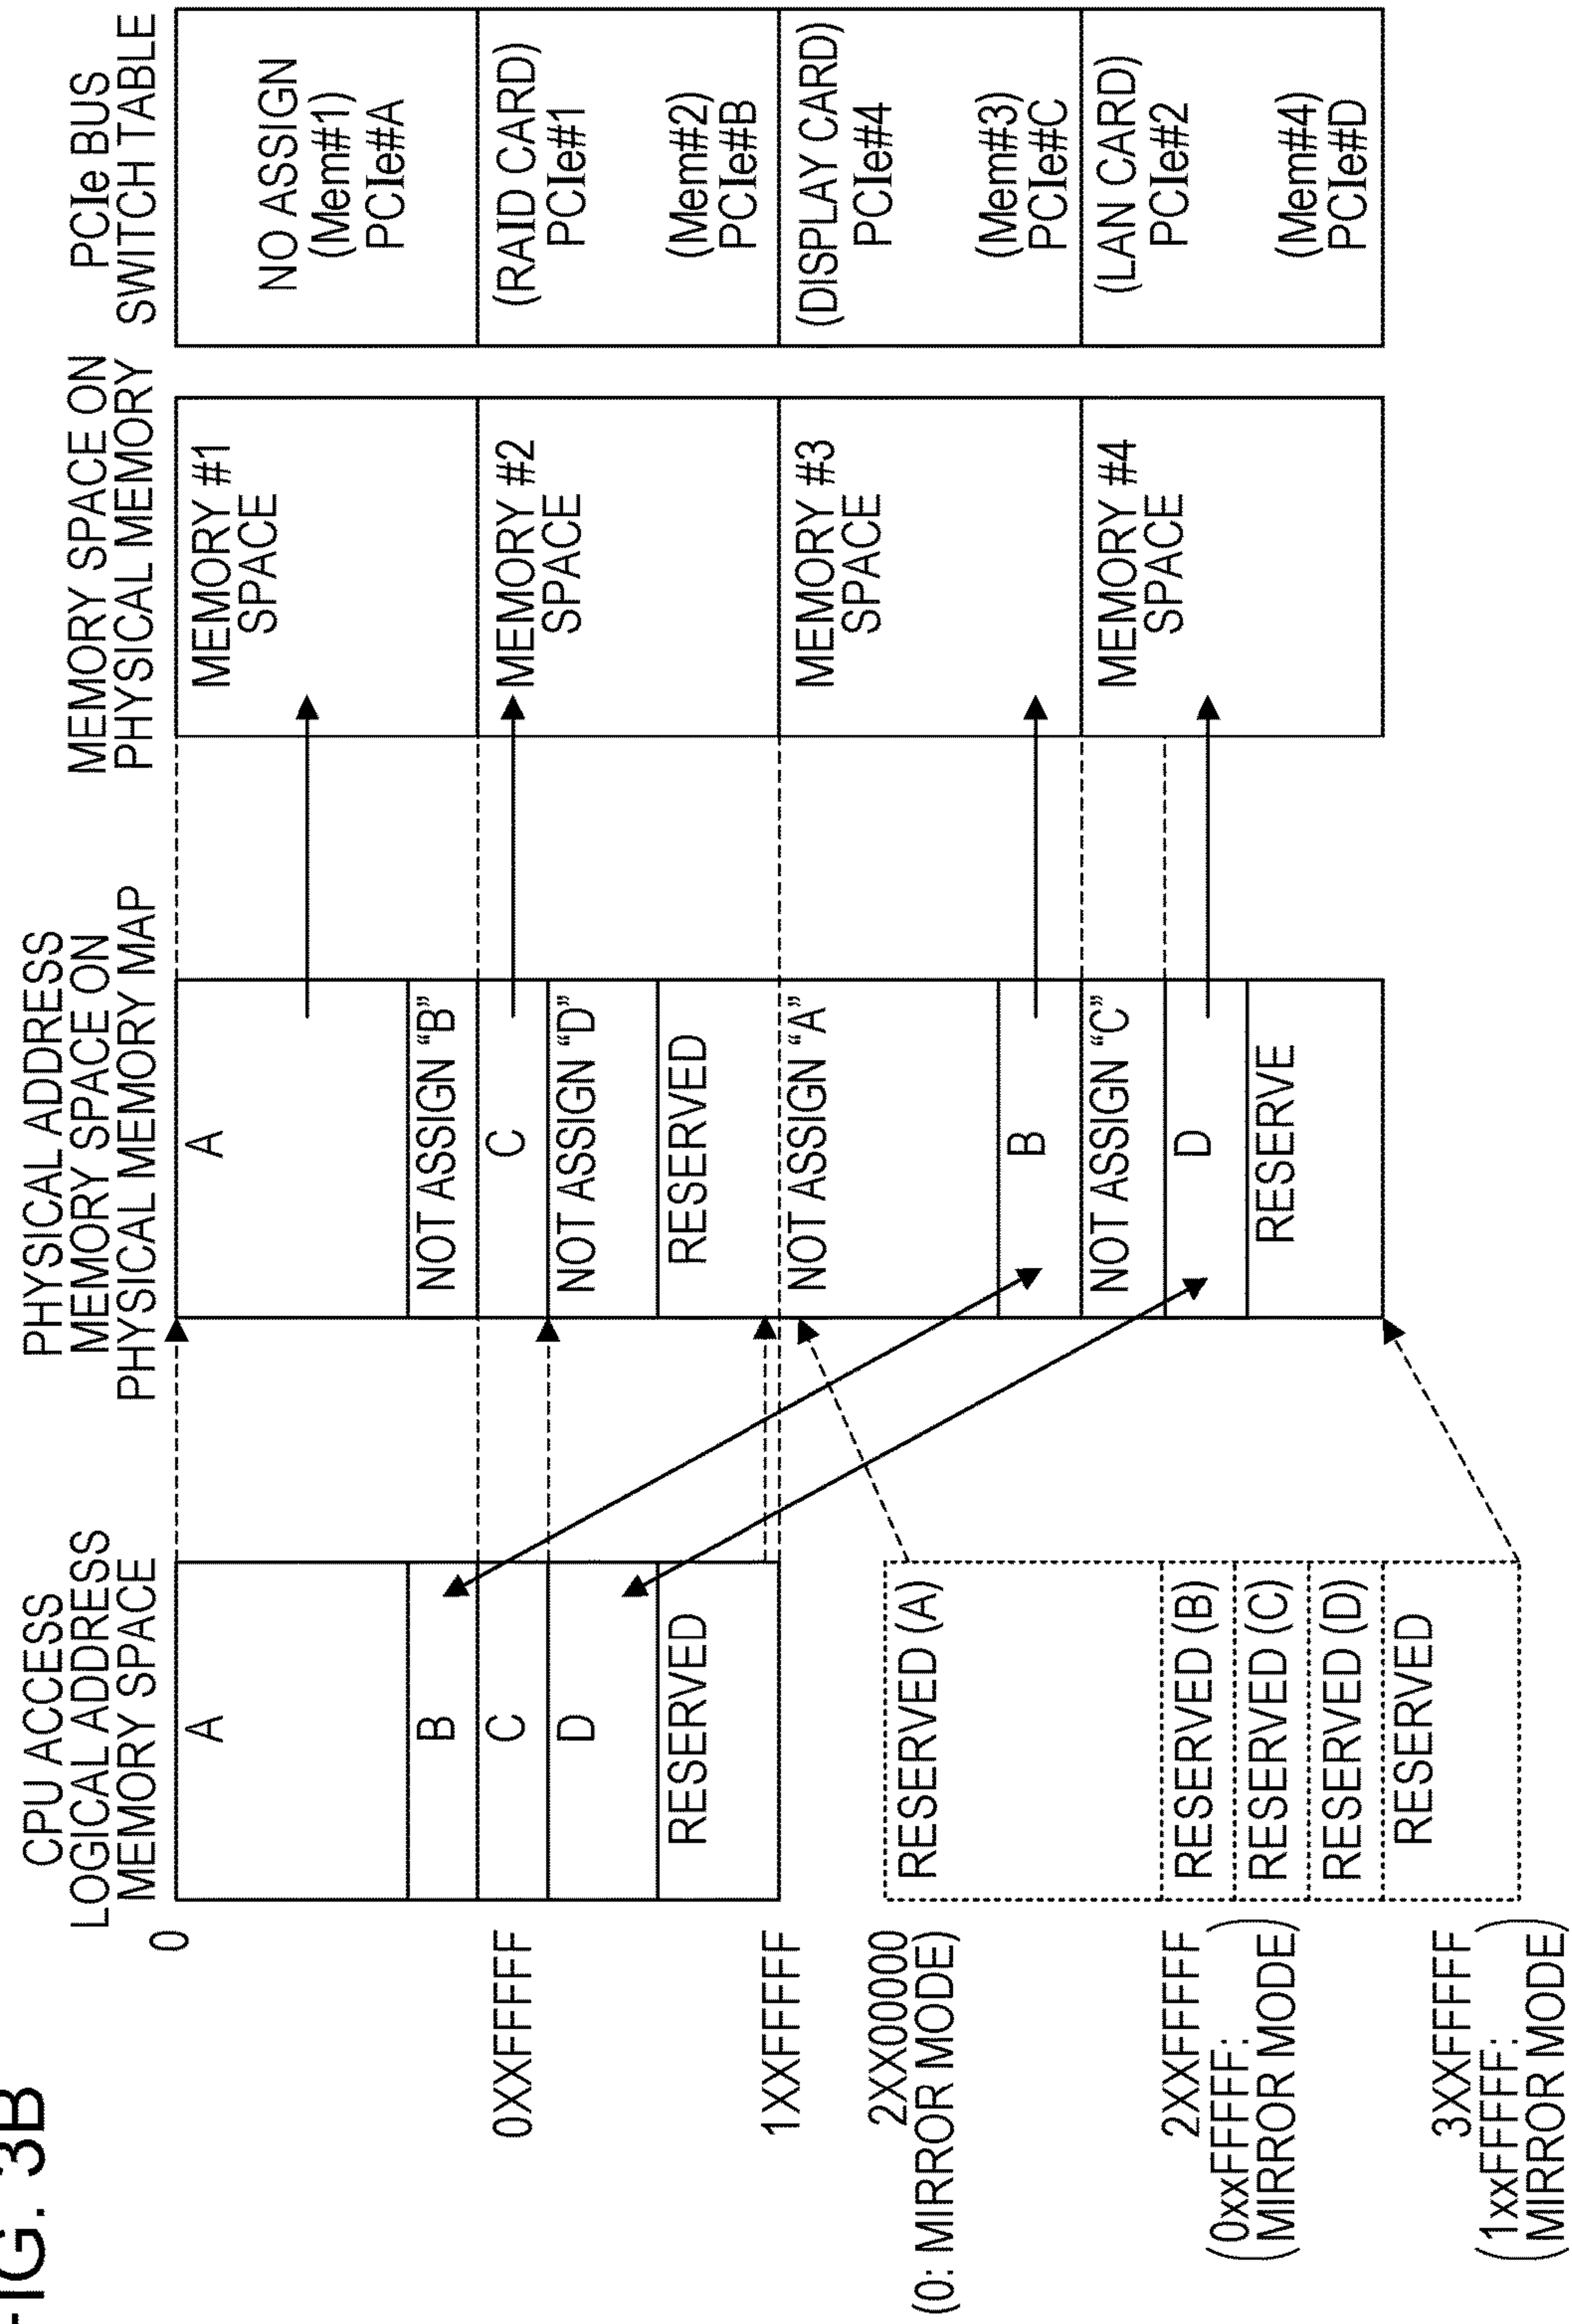 FIG. 3B
CPU ACCESS
LOGICAL ADDRESS
MEMORY SPACE
PHYSICAL ADDRESS
MEMORY SPACE ON
PHYSICAL MEMORY MAP
MEMORY SPACE ON
PHYSICAL MEMORY
PCIe BUS
SWITCH TABLE
0
0XXFFFFF
1XXFFFFF
2XX00000
(0: MIRROR MODE)
2XXFFFFF
(0xxFFFFF:
MIRROR MODE)
3XXFFFFF
(1xxFFFFF:
MIRROR MODE)
A
B
C
D
RESERVED
RESERVED (A)
RESERVED (B)
RESERVED (C)
RESERVED (D)
RESERVED
A
NOT ASSIGN “B”
C
NOT ASSIGN “D”
RESERVED
NOT ASSIGN “A”
B
NOT ASSIGN “C”
D
RESERVE
MEMORY #1
SPACE
MEMORY #2
SPACE
MEMORY #3
SPACE
MEMORY #4
SPACE
NO ASSIGN
(Mem#1)
PCIe#A
(RAID CARD)
PCIe#1
(Mem#2)
PCIe#B
(DISPLAY CARD)
PCIe#4
(Mem#3)
PCIe#C
(LAN CARD)
PCIe#2
(Mem#4)
PCIe#D